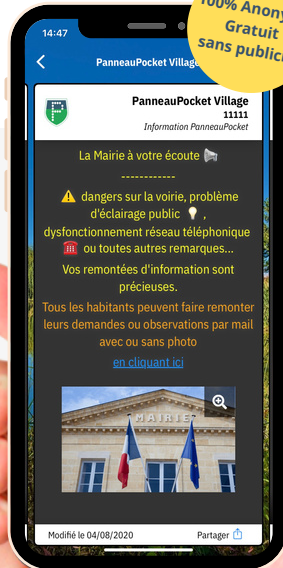 100% Anony
Gratuit
sans public
14:47
PanneauPocket Village
PanneauPocket Village
11111
Information PanneauPocket
La Mairie à votre écoute 📢
------------
⚠️ dangers sur la voirie, problème
d'éclairage public 💡 ,
dysfonctionnement réseau téléphonique
☎️ ou toutes autres remarques...
Vos remontées d'information sont
précieuses.
Tous les habitants peuvent faire remonter
leurs demandes ou observations par mail
avec ou sans photo
en cliquant ici
MAIRIE
Modifié le 04/08/2020
Partager